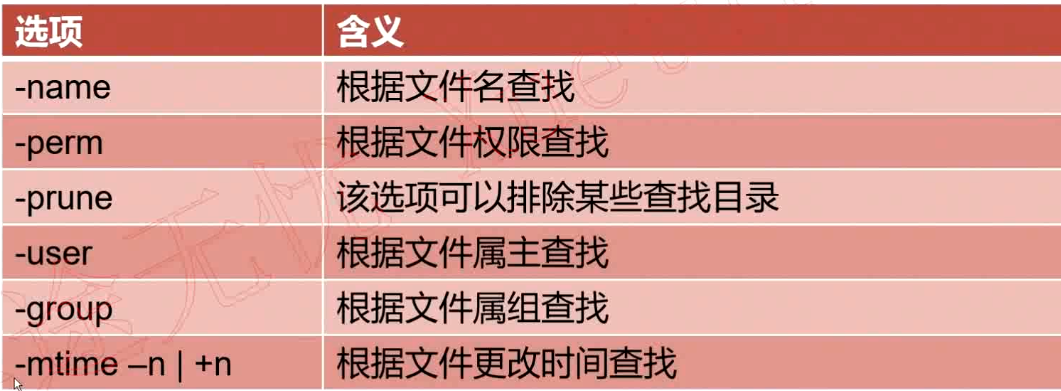 选项 含义
-name 根据文件名查找
-perm 根据文件权限查找
-prune 该选项可以排除某些查找目录
-user 根据文件属主查找
-group 根据文件属组查找
-mtime –n | +n 根据文件更改时间查找
途无忧